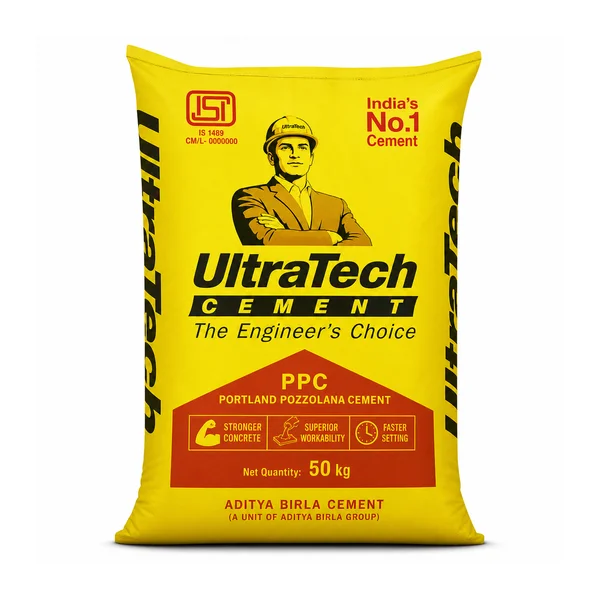 ISI
IS 1489
CM/L- 0000000
India's
No.1
Cement
UltraTech
UltraTech
CEMENT
The Engineer's Choice
UltraTech
UltraTech
PPC
PORTLAND POZZOLANA CEMENT
STRONGER
CONCRETE
SUPERIOR
WORKABILITY
FASTER
SETTING
Net Quantity: 50 kg
ADITYA BIRLA CEMENT
(A UNIT OF ADITYA BIRLA GROUP)